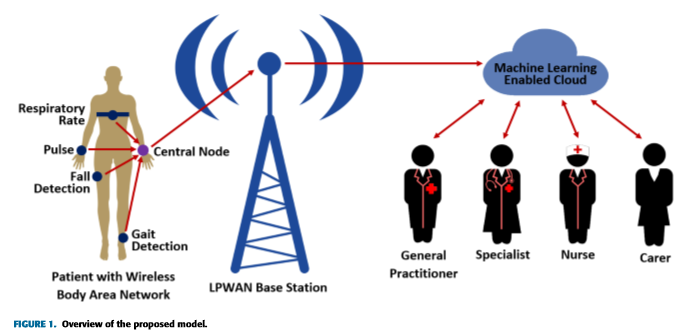 Respiratory
Rate
Pulse
Central Node
Fall
Detection
Gait
Detection
Patient with Wireless
Body Area Network
LPWAN Base Station
Machine Learning
Enabled Cloud
General
Practitioner
Specialist
Nurse
Carer
FIGURE 1. Overview of the proposed model.